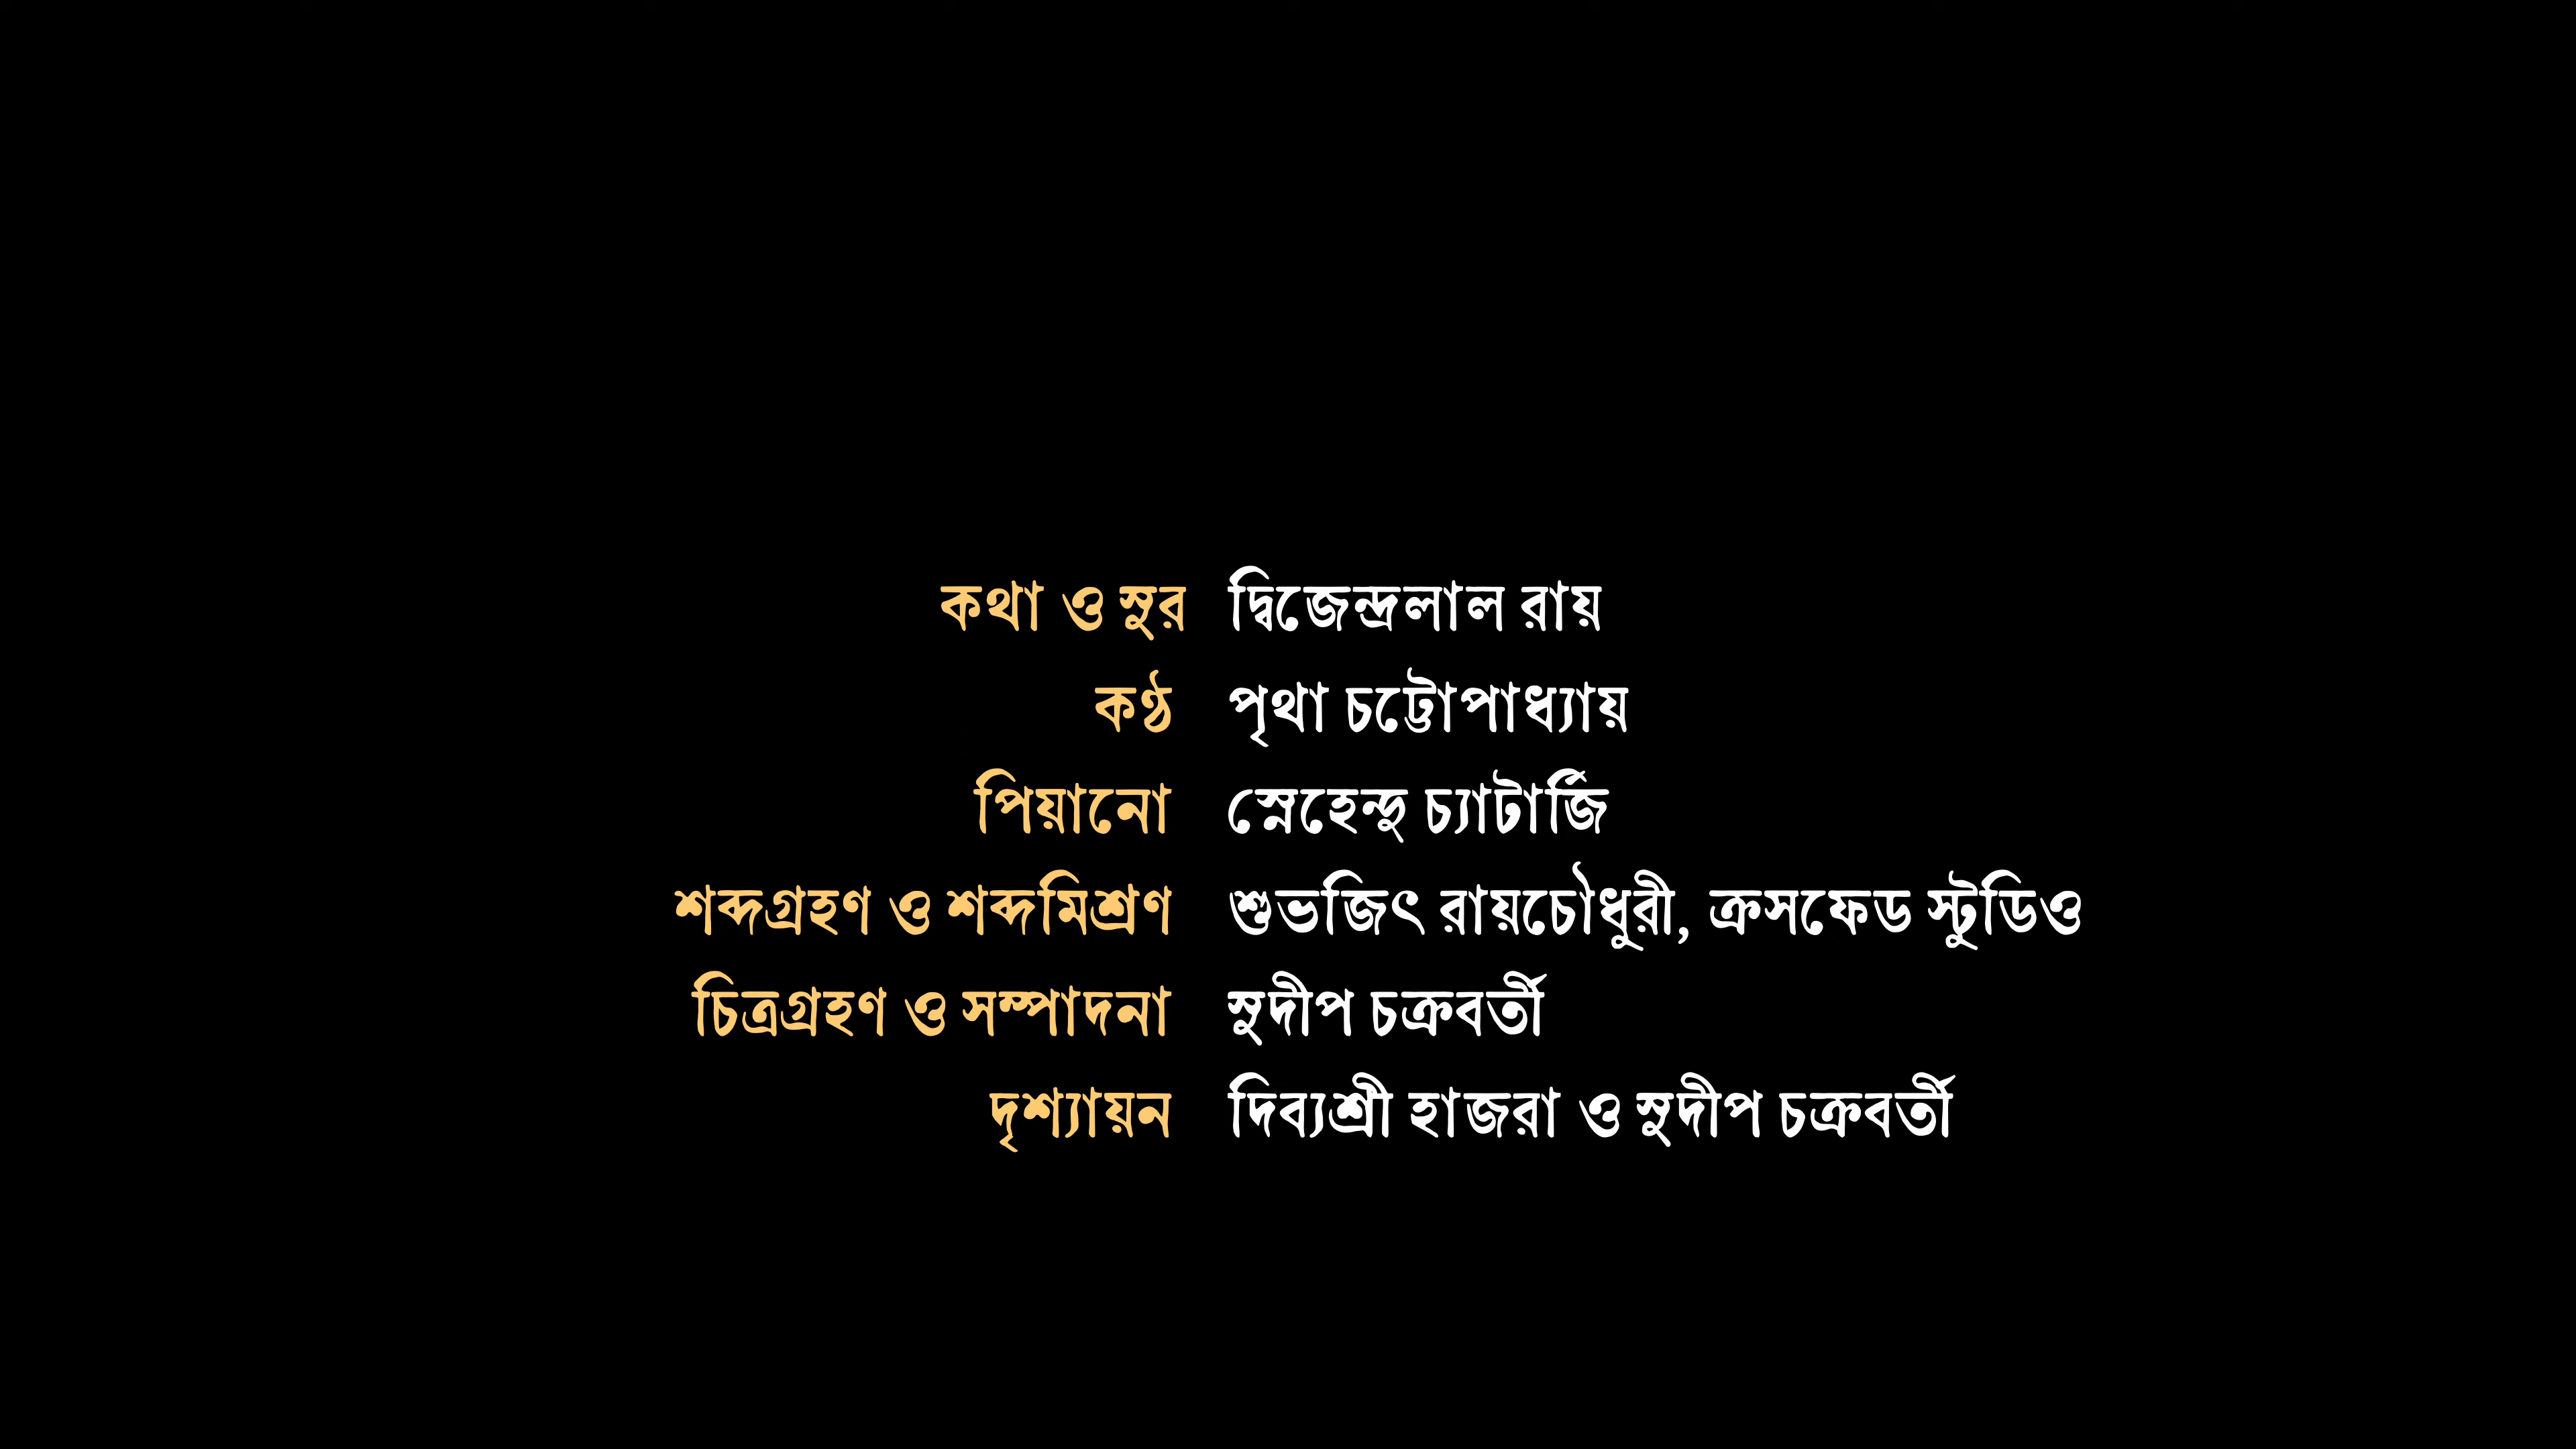 কথা ও সুর দ্বিজেন্দ্রলাল রায়
কণ্ঠ পৃথা চট্টোপাধ্যায়
পিয়ানো স্নেহেন্দু চ্যাটার্জি
শব্দগ্রহণ ও শব্দমিশ্রণ শুভজিৎ রায়চৌধুরী, ক্রসফেড স্টুডিও
চিত্রগ্রহণ ও সম্পাদনা সুদীপ চক্রবর্তী
দৃশ্যায়ন দিব্যশ্রী হাজরা ও সুদীপ চক্রবর্তী